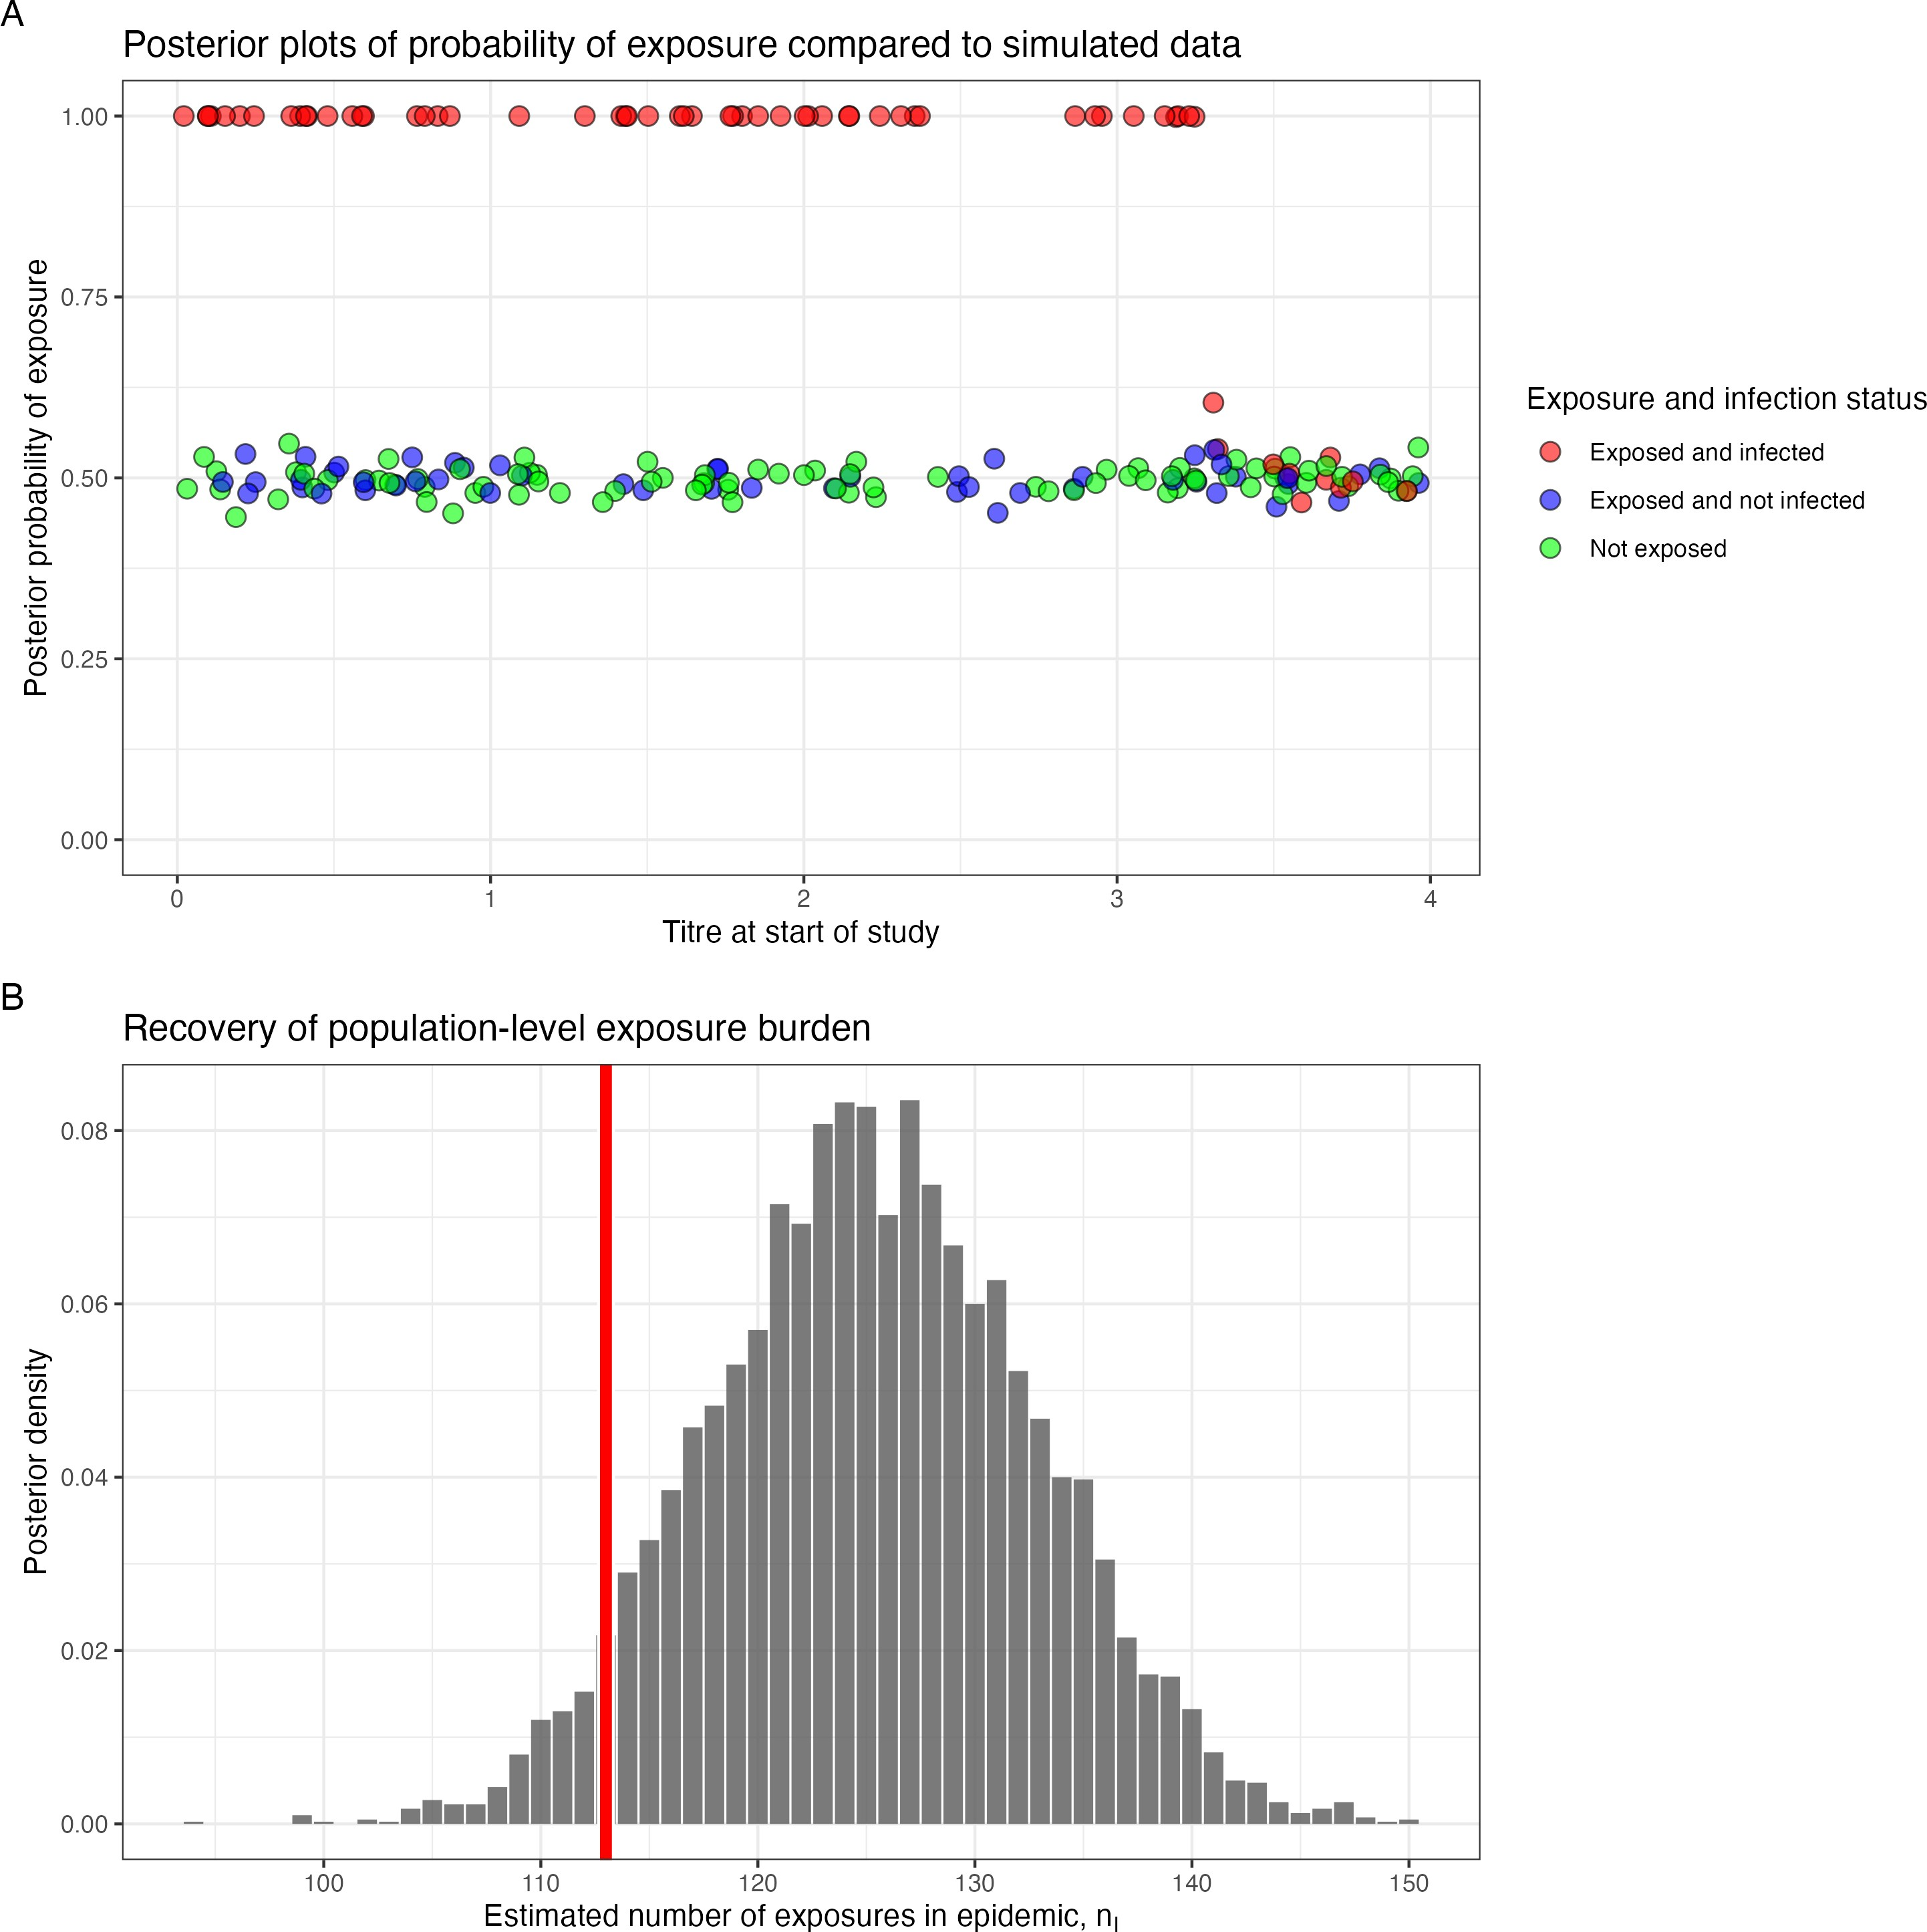 A
Posterior plots of probability of exposure compared to simulated data
Posterior probability of exposure
1.00
0.75
0.50
0.25
0.00
0 1 2 3 4
Titre at start of study
Exposure and infection status
Exposed and infected
Exposed and not infected
Not exposed
B
Recovery of population-level exposure burden
Posterior density
0.08
0.06
0.04
0.02
0.00
100 110 120 130 140 150
Estimated number of exposures in epidemic, nI